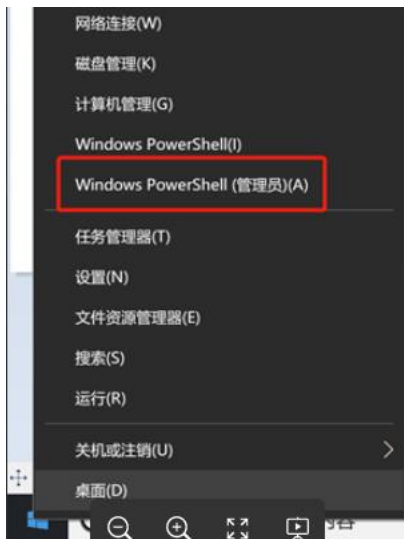 网络连接(W)
磁盘管理(K)
计算机管理(G)
Windows PowerShell(I)
Windows PowerShell (管理员)(A)
任务管理器(T)
设置(N)
文件资源管理器(E)
搜索(S)
运行(R)
关机或注销(U)
桌面(D)
内容